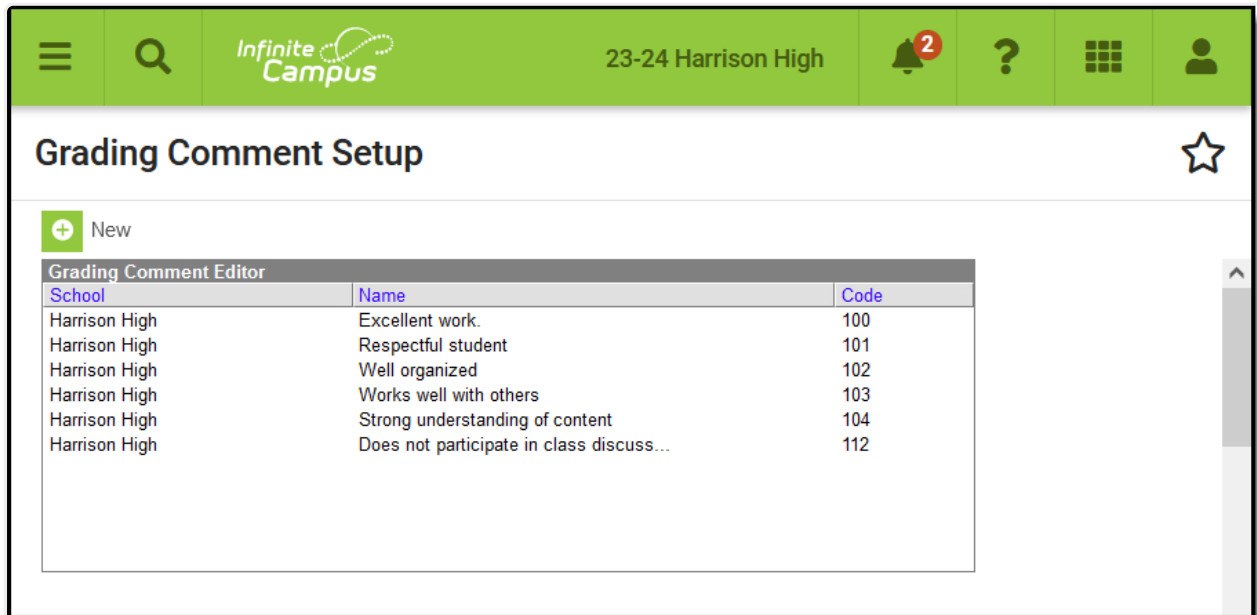 Infinite Campus 23-24 Harrison High 2 ?
Grading Comment Setup
New
Grading Comment Editor
School Name Code
Harrison High Excellent work. 100
Harrison High Respectful student 101
Harrison High Well organized 102
Harrison High Works well with others 103
Harrison High Strong understanding of content 104
Harrison High Does not participate in class discuss... 112